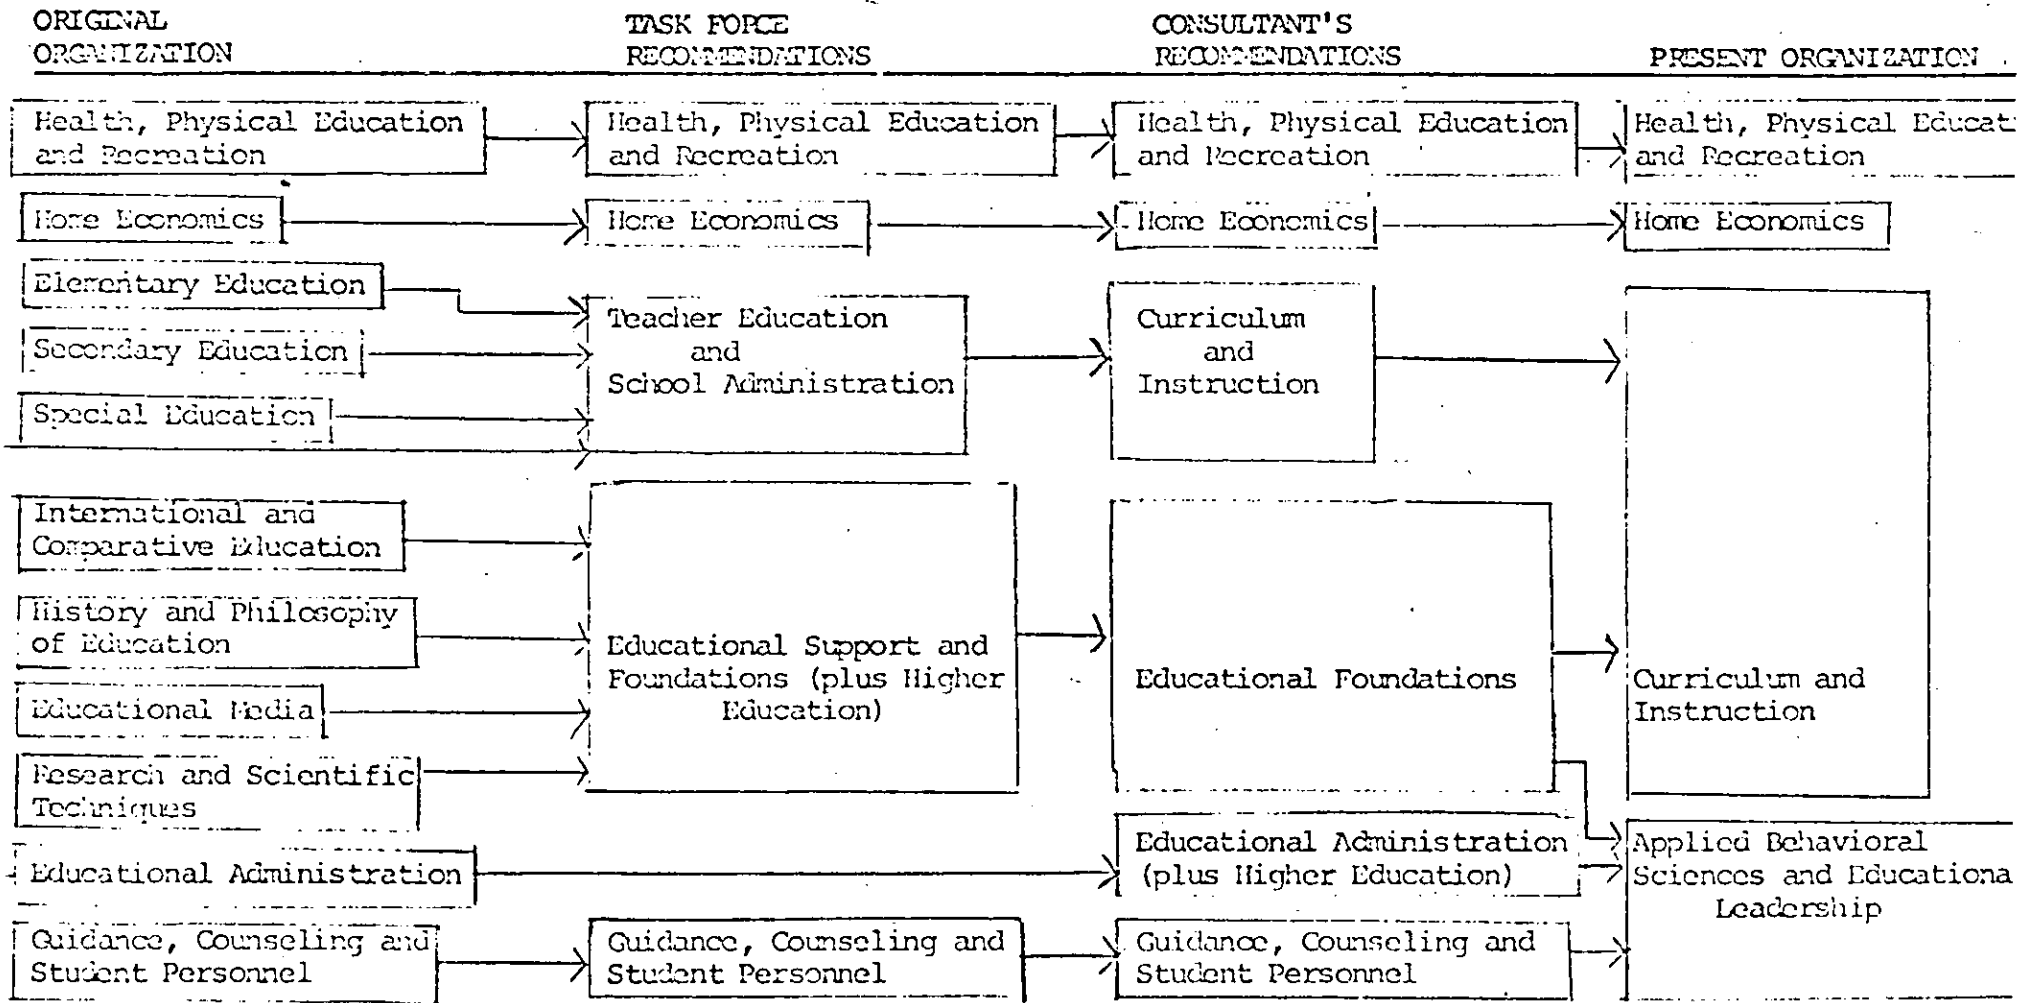 ORIGINAL
ORGANIZATION
TASK FORCE
RECOMMENDATIONS
CONSULTANT'S
RECOMMENDATIONS
PRESENT ORGANIZATION
Health, Physical Education
and Recreation
Health, Physical Education
and Recreation
Health, Physical Education
and Recreation
Health, Physical Educat
and Recreation
Home Economics
Home Economics
Home Economics
Home Economics
Elementary Education
Secondary Education
Special Education
Teacher Education
and
School Administration
Curriculum
and
Instruction
International and
Comparative Education
History and Philosophy
of Education
Educational Media
Research and Scientific
Techniques
Educational Support and
Foundations (plus Higher
Education)
Educational Foundations
Curriculum and
Instruction
Educational Administration
Educational Administration
(plus Higher Education)
Applied Behavioral
Sciences and Educationa
Leadership
Guidance, Counseling and
Student Personnel
Guidance, Counseling and
Student Personnel
Guidance, Counseling and
Student Personnel